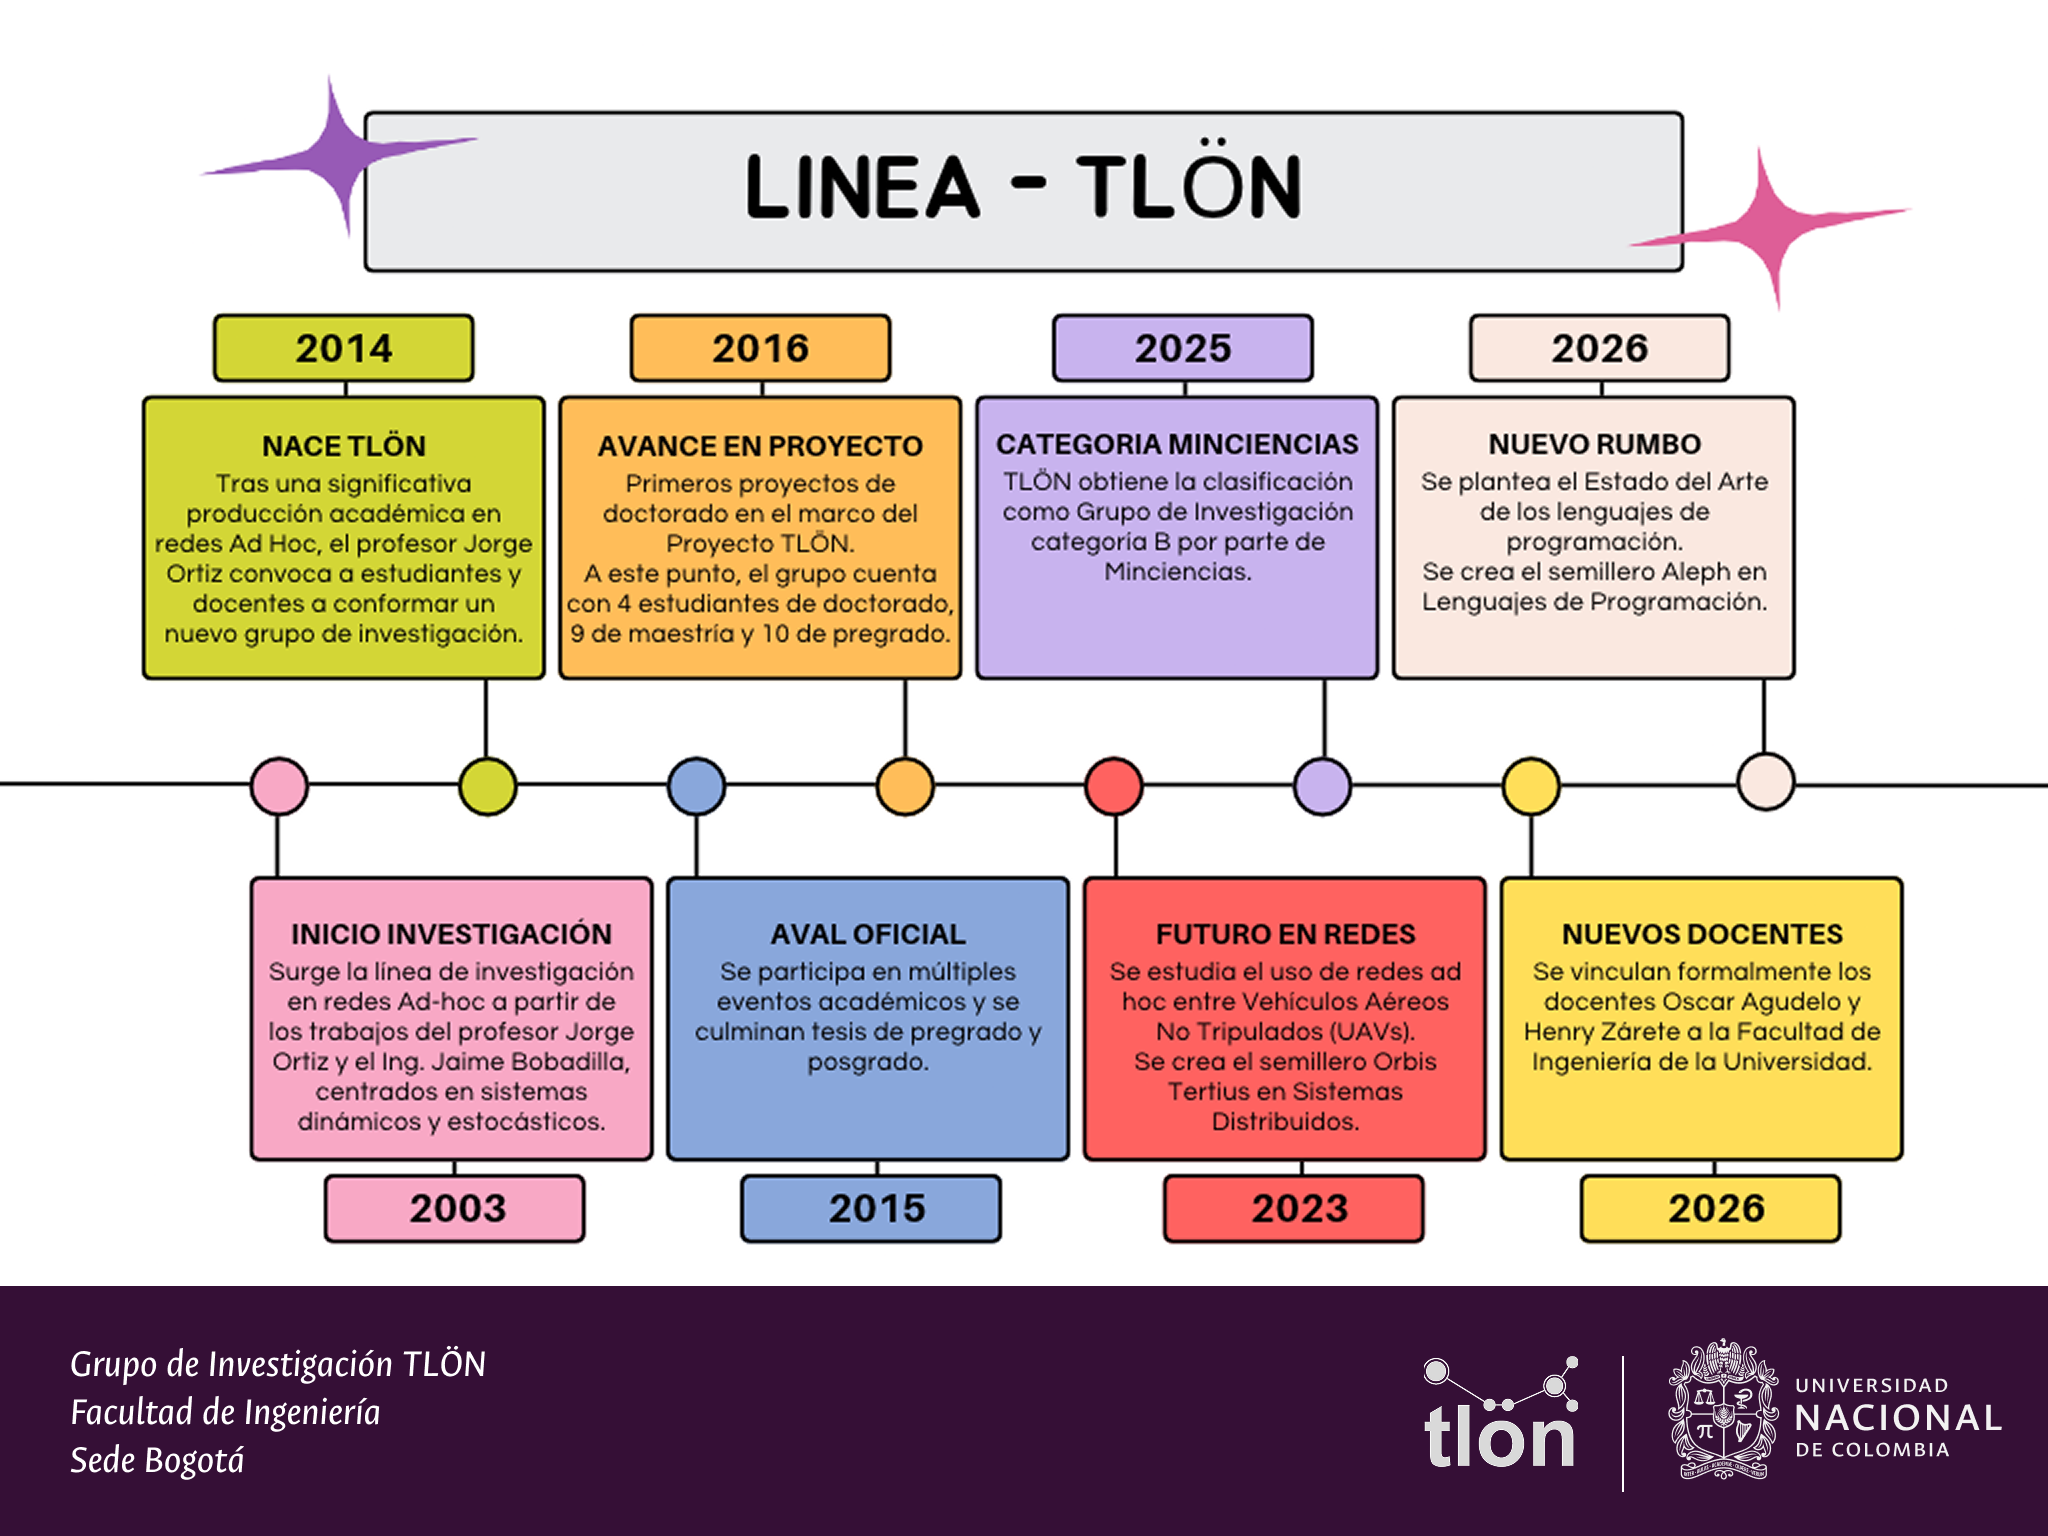 LINEA - TLÖN
2014
NACE TLÖN
Tras una significativa
producción académica en
redes Ad Hoc, el profesor Jorge
Ortiz convoca a estudiantes y
docentes a conformar un
nuevo grupo de investigación.
2016
AVANCE EN PROYECTO
Primeros proyectos de
doctorado en el marco del
Proyecto TLÖN.
A este punto, el grupo cuenta
con 4 estudiantes de doctorado,
9 de maestría y 10 de pregrado.
2025
CATEGORIA MINCIENCIAS
TLÖN obtiene la clasificación
como Grupo de Investigación
categoría B por parte de
Minciencias.
2026
NUEVO RUMBO
Se plantea el Estado del Arte
de los lenguajes de
programación.
Se crea el semillero Aleph en
Lenguajes de Programación.
INICIO INVESTIGACIÓN
Surge la línea de investigación
en redes Ad-hoc a partir de
los trabajos del profesor Jorge
Ortiz y el Ing. Jaime Bobadilla,
centrados en sistemas
dinámicos y estocásticos.
2003
AVAL OFICIAL
Se participa en múltiples
eventos académicos y se
culminan tesis de pregrado y
posgrado.
2015
FUTURO EN REDES
Se estudia el uso de redes ad
hoc entre Vehículos Aéreos
No Tripulados (UAVs).
Se crea el semillero Orbis
Tertius en Sistemas
Distribuidos.
2023
NUEVOS DOCENTES
Se vinculan formalmente los
docentes Oscar Agudelo y
Henry Zárete a la Facultad de
Ingeniería de la Universidad.
2026
Grupo de Investigación TLÖN
Facultad de Ingeniería
Sede Bogotá
tlön
UNIVERSIDAD
NACIONAL
DE COLOMBIA